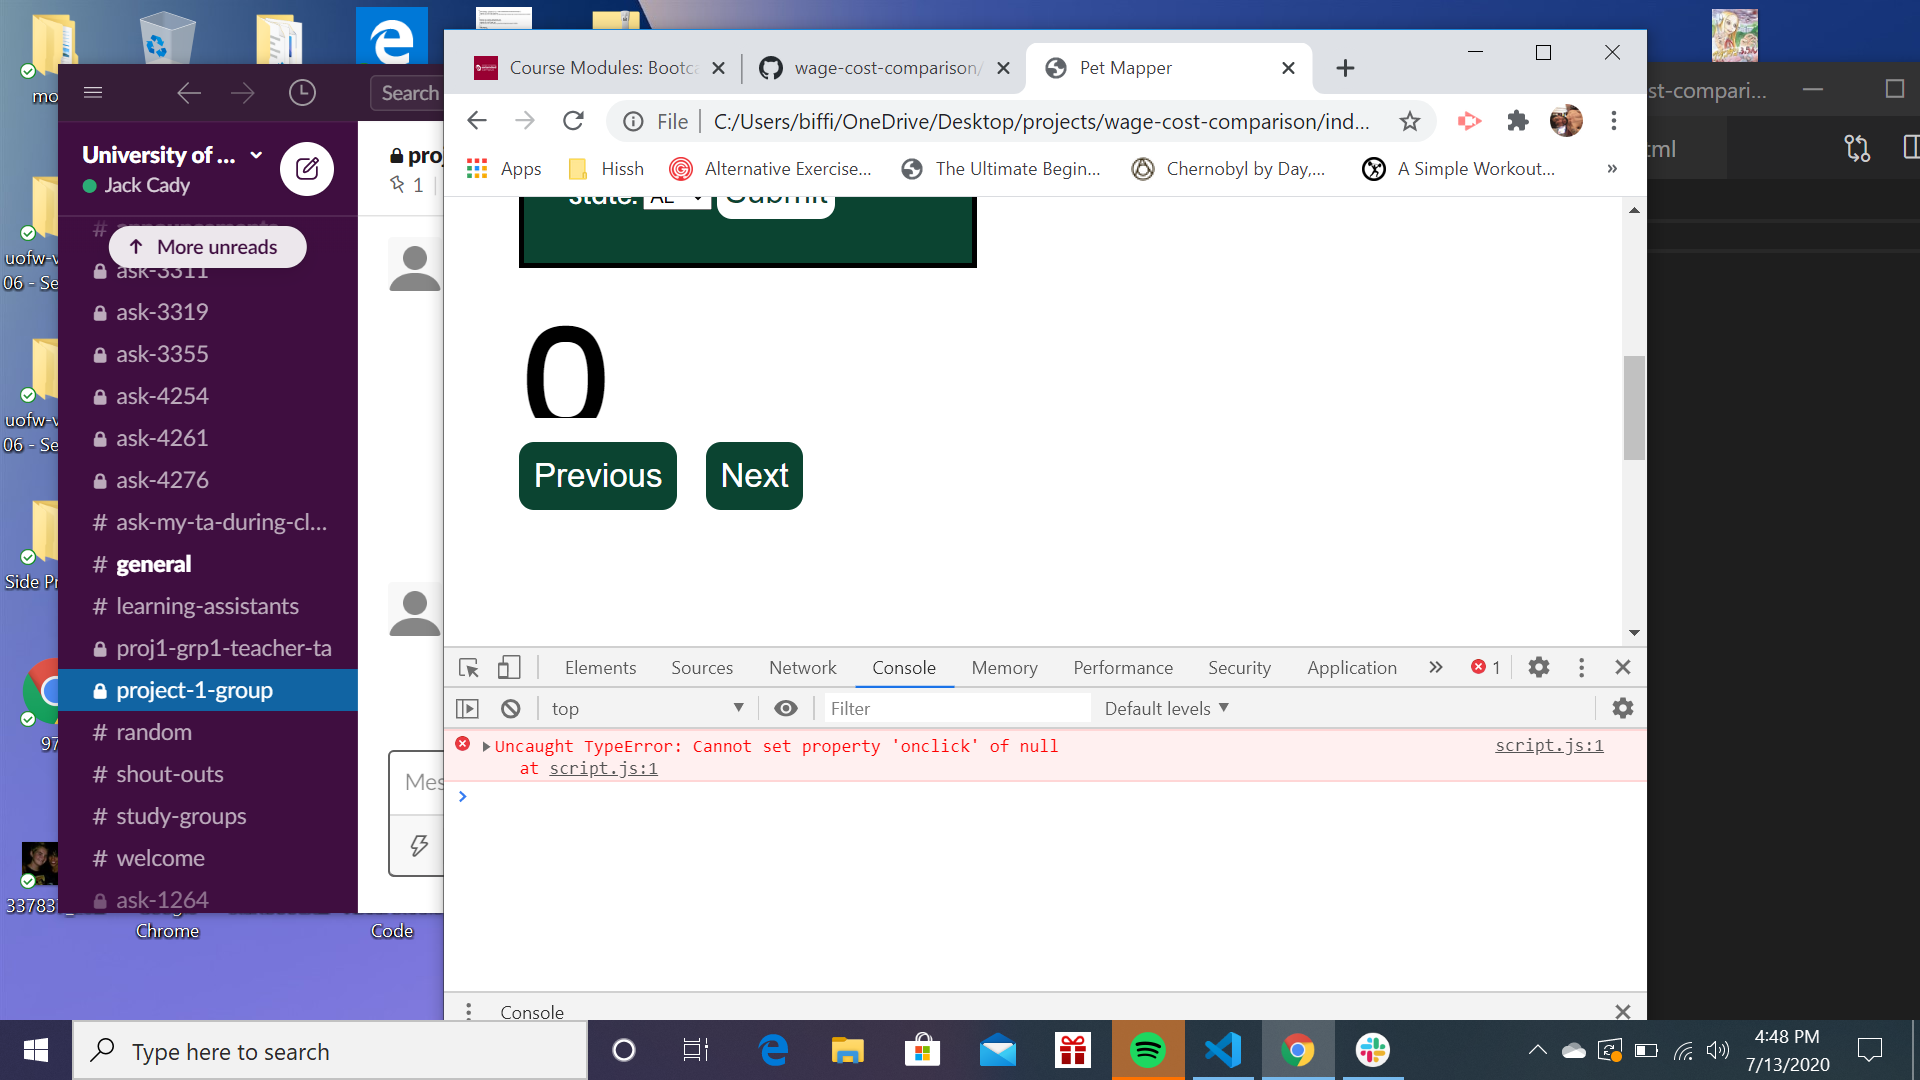 Course Modules: Bootca
wage-cost-comparison/
Pet Mapper
File
C:/Users/biffi/OneDrive/Desktop/projects/wage-cost-comparison/ind...
Apps
Hissh
Alternative Exercise...
The Ultimate Begin...
Chernobyl by Day,...
A Simple Workout...
»
st-compari...
Search
University of ...
Jack Cady
More unreads
# announcements
ask-3311
ask-3319
ask-3355
ask-4254
ask-4261
ask-4276
# ask-my-ta-during-cl...
# general
# learning-assistants
proj1-grp1-teacher-ta
project-1-group
# random
# shout-outs
# study-groups
# welcome
ask-1264
proj
1
Mes
State: AL Submit
0
Previous Next
Elements Sources Network Console Memory Performance Security Application » 1
top Filter Default levels
Uncaught TypeError: Cannot set property 'onclick' of null script.js:1
at script.js:1
Console
mo
uofw-v
06 - Se
uofw-v
06 - Se
Side Pr
97
33783
Chrome
Code
Type here to search
4:48 PM
7/13/2020